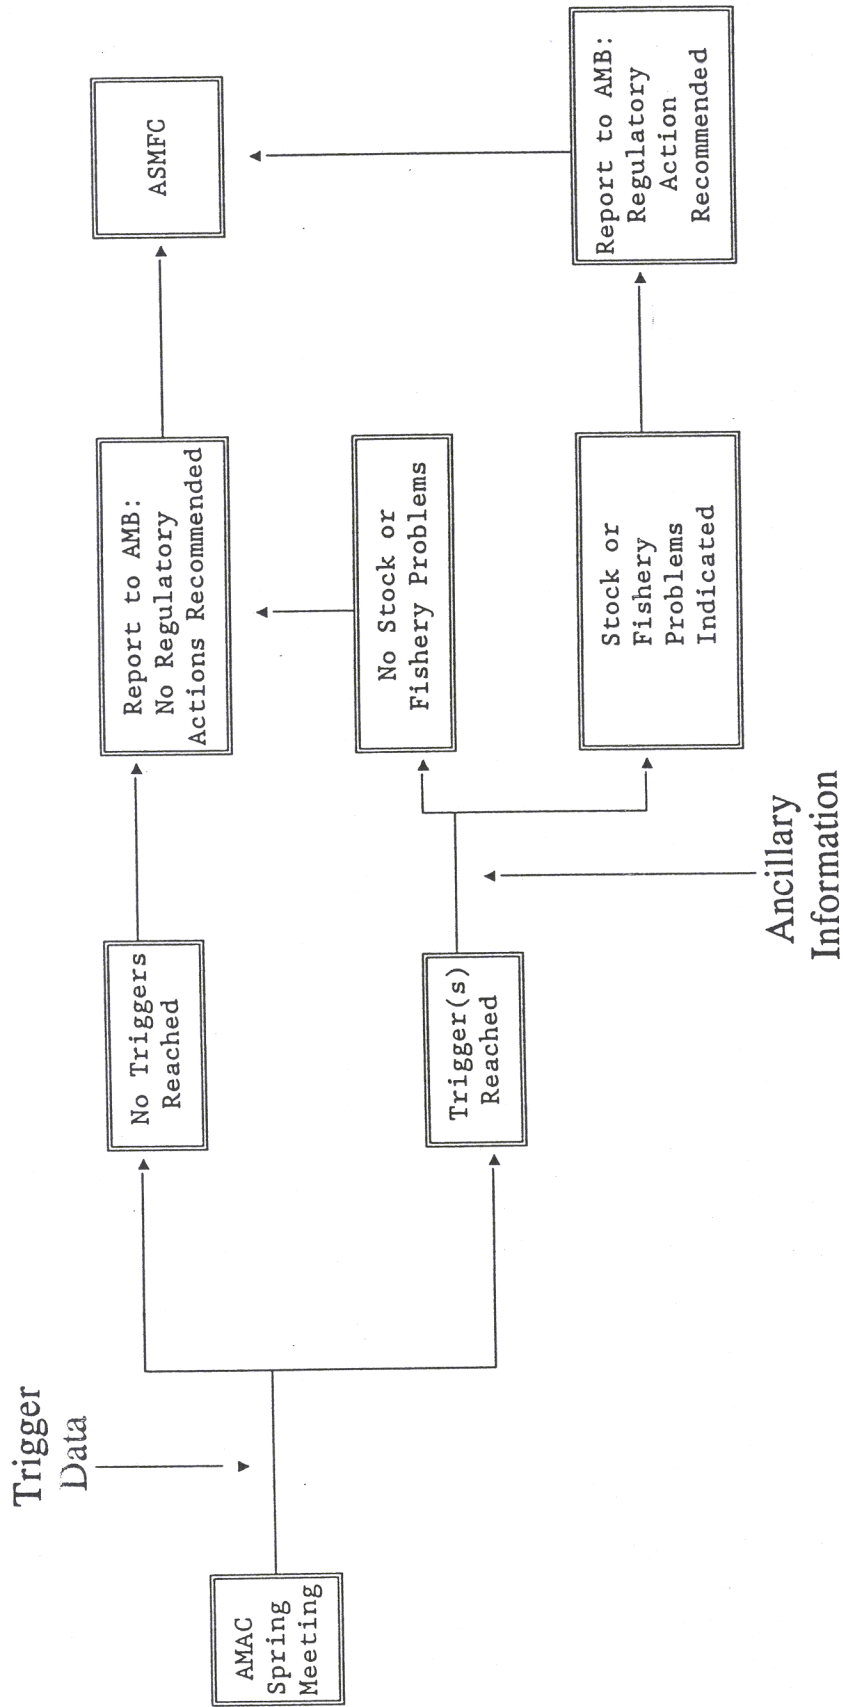 AMAC
Spring
Meeting
Trigger
Data
No Triggers
Reached
Trigger(s)
Reached
Ancillary
Information
Report to AMB:
No Regulatory
Actions Recommended
No Stock or
Fishery Problems
Stock or
Fishery
Problems
Indicated
ASMFC
Report to AMB:
Regulatory
Action
Recommended